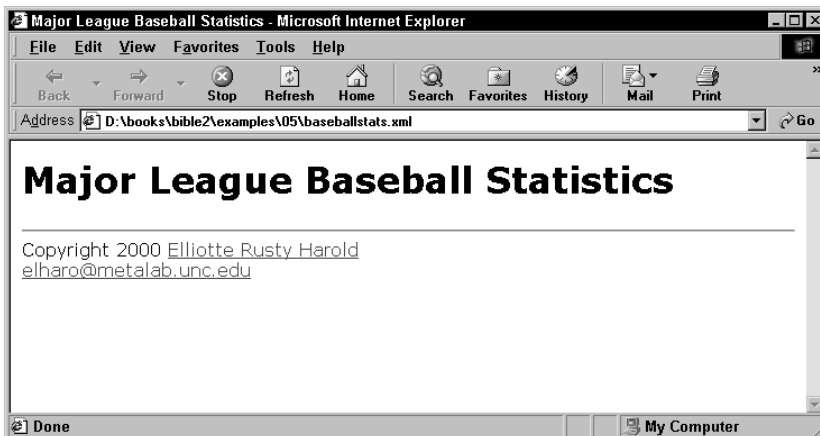 Major League Baseball Statistics - Microsoft Internet Explorer
File Edit View Favorites Tools Help
Back Forward Stop Refresh Home Search Favorites History Mail Print »
Address D:\books\bible2\examples\05\baseballstats.xml Go
Major League Baseball Statistics
Copyright 2000 Elliotte Rusty Harold
elharo@metalab.unc.edu
Done My Computer